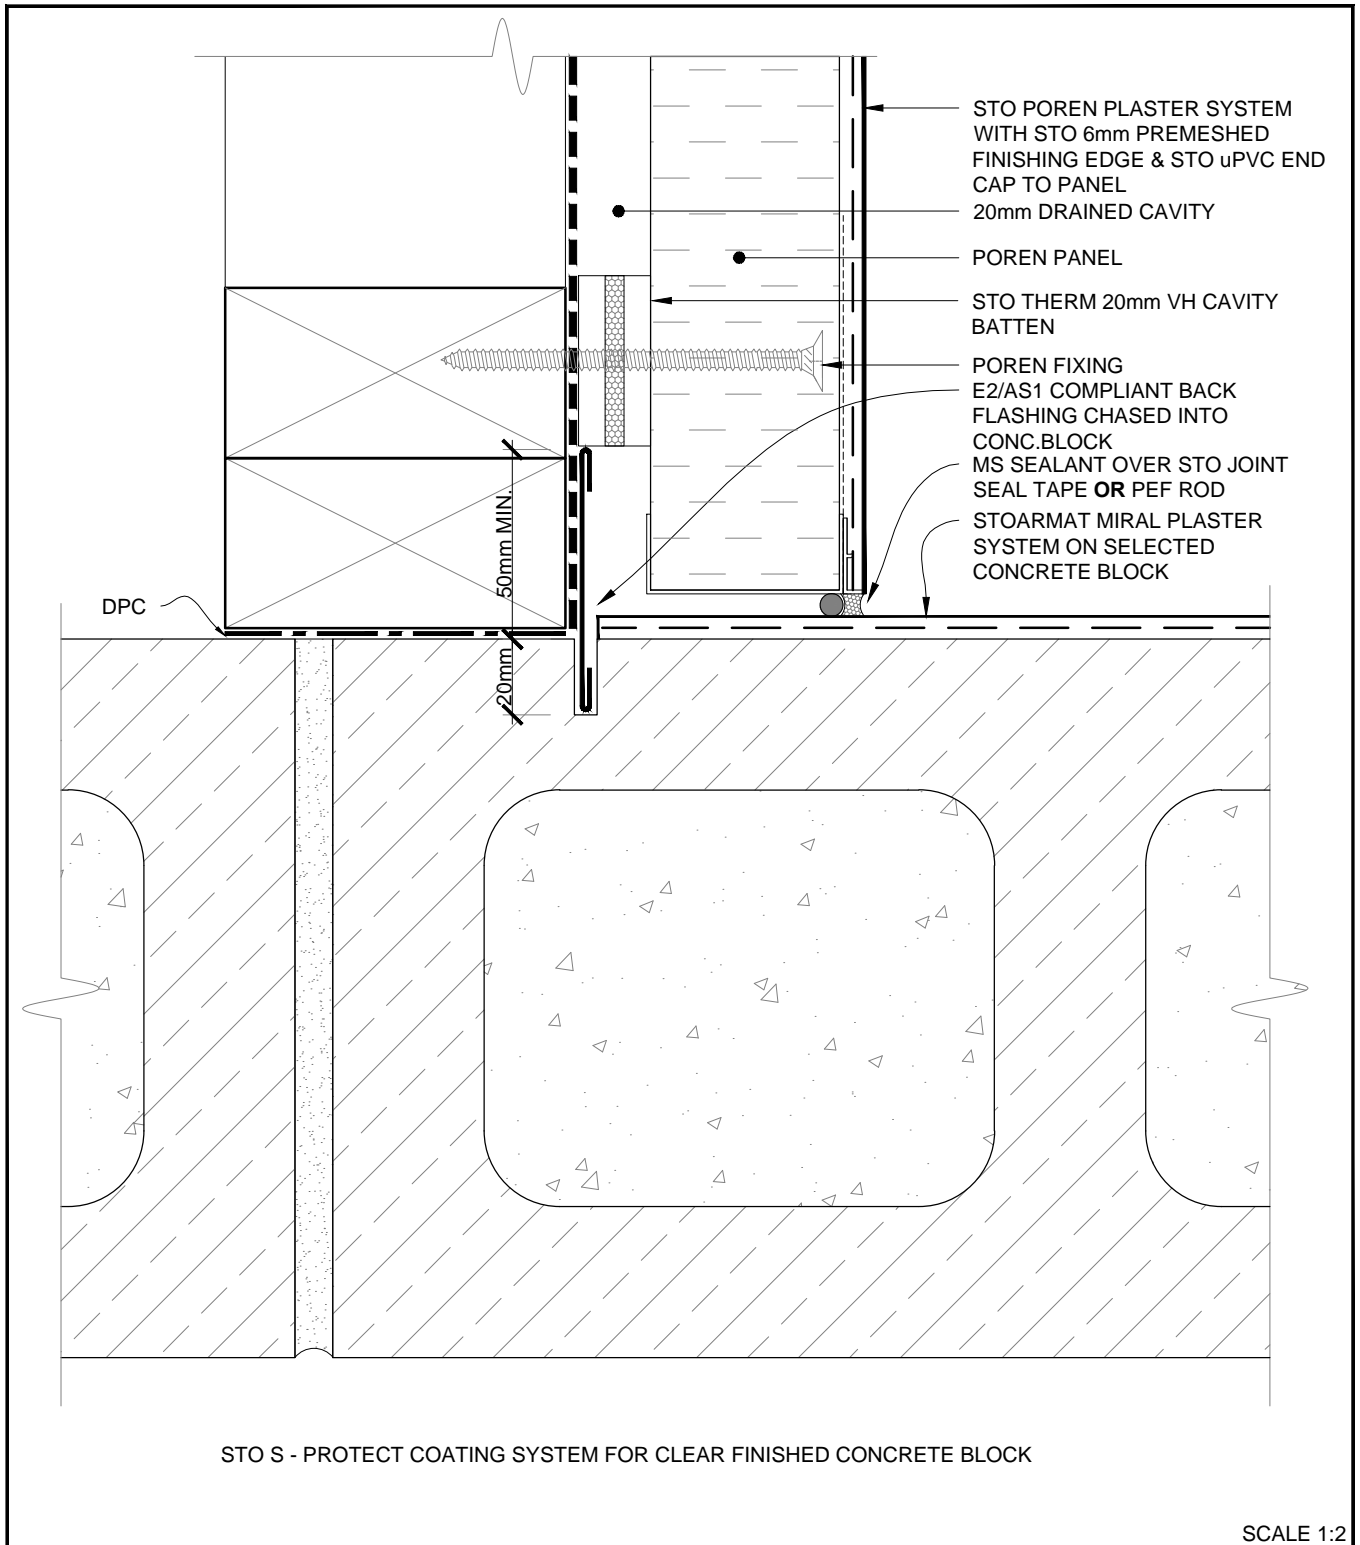 STO POREN PLASTER SYSTEM
WITH STO 6mm PREMESHED
FINISHING EDGE & STO uPVC END
CAP TO PANEL
20mm DRAINED CAVITY
POREN PANEL
STO THERM 20mm VH CAVITY
BATTEN
POREN FIXING
E2/AS1 COMPLIANT BACK
FLASHING CHASED INTO
CONC.BLOCK
MS SEALANT OVER STO JOINT
SEAL TAPE OR PEF ROD
STOARMAT MIRAL PLASTER
SYSTEM ON SELECTED
CONCRETE BLOCK
50mm MIN.
DPC
20mm
STO S - PROTECT COATING SYSTEM FOR CLEAR FINISHED CONCRETE BLOCK
SCALE 1:2